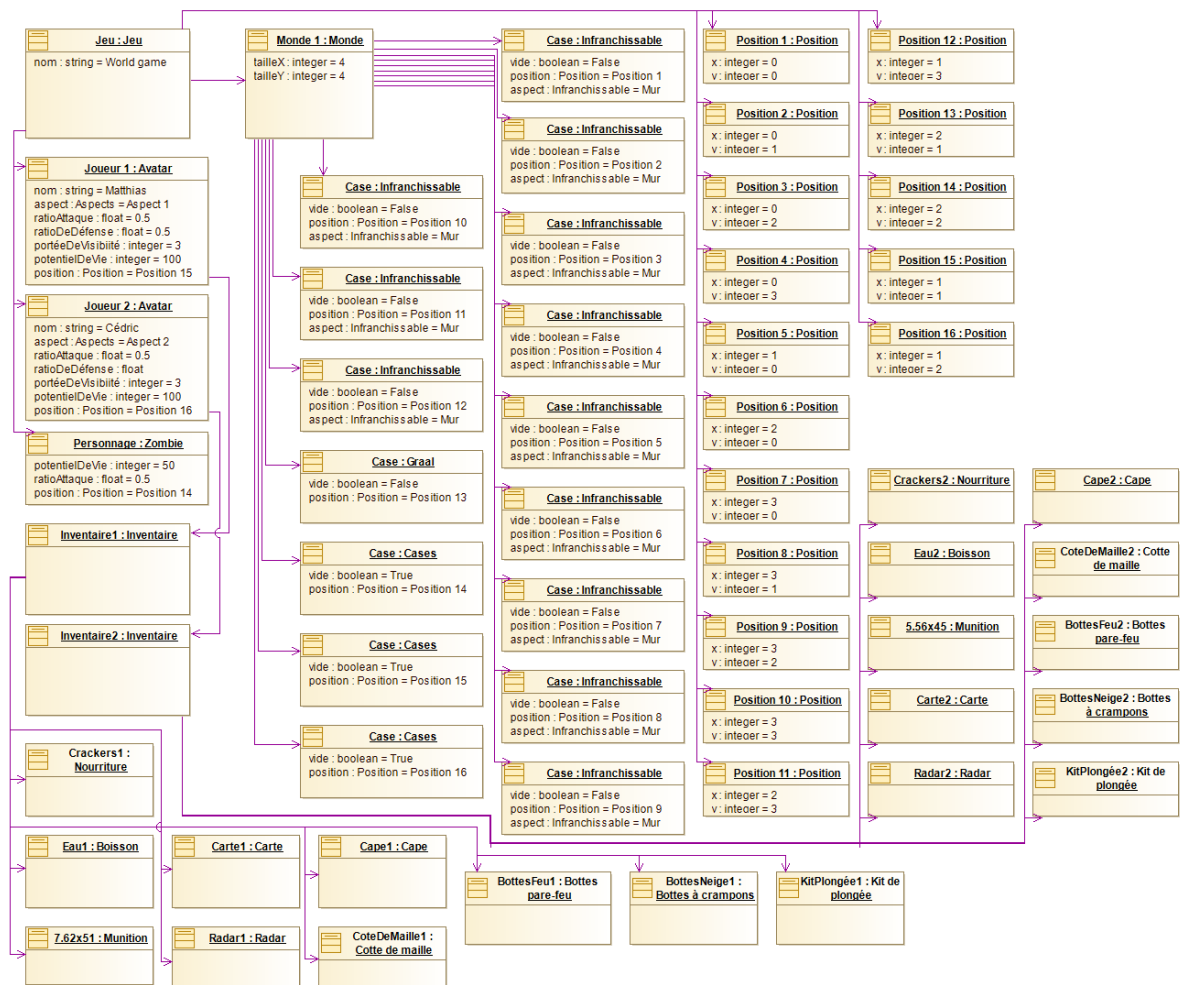 Jeu : Jeu
nom : string = World game
Monde 1 : Monde
tailleX : integer = 4
tailleY : integer = 4
Joueur 1 : Avatar
nom : string = Matthias
aspect : Aspects = Aspect 1
ratioAttaque : float = 0.5
ratioDeDéfense : float = 0.5
portéeDeVisibiité : integer = 3
potentielDeVie : integer = 100
position : Position = Position 15
Joueur 2 : Avatar
nom : string = Cédric
aspect : Aspects = Aspect 2
ratioAttaque : float = 0.5
ratioDeDéfense : float
portéeDeVisibiité : integer = 3
potentielDeVie : integer = 100
position : Position = Position 16
Personnage : Zombie
potentielDeVie : integer = 50
ratioAttaque : float = 0.5
position : Position = Position 14
Inventaire1 : Inventaire
Inventaire2 : Inventaire
Case : Infranchissable
vide : boolean = False
position : Position = Position 10
aspect : Infranchissable = Mur
Case : Infranchissable
vide : boolean = False
position : Position = Position 11
aspect : Infranchissable = Mur
Case : Infranchissable
vide : boolean = False
position : Position = Position 12
aspect : Infranchissable = Mur
Case : Graal
vide : boolean = False
position : Position = Position 13
Case : Cases
vide : boolean = True
position : Position = Position 14
Case : Cases
vide : boolean = True
position : Position = Position 15
Case : Cases
vide : boolean = True
position : Position = Position 16
Case : Infranchissable
vide : boolean = False
position : Position = Position 1
aspect : Infranchissable = Mur
Case : Infranchissable
vide : boolean = False
position : Position = Position 2
aspect : Infranchissable = Mur
Case : Infranchissable
vide : boolean = False
position : Position = Position 3
aspect : Infranchissable = Mur
Case : Infranchissable
vide : boolean = False
position : Position = Position 4
aspect : Infranchissable = Mur
Case : Infranchissable
vide : boolean = False
position : Position = Position 5
aspect : Infranchissable = Mur
Case : Infranchissable
vide : boolean = False
position : Position = Position 6
aspect : Infranchissable = Mur
Case : Infranchissable
vide : boolean = False
position : Position = Position 7
aspect : Infranchissable = Mur
Case : Infranchissable
vide : boolean = False
position : Position = Position 8
aspect : Infranchissable = Mur
Case : Infranchissable
vide : boolean = False
position : Position = Position 9
aspect : Infranchissable = Mur
Position 1 : Position
x : integer = 0
y : integer = 0
Position 2 : Position
x : integer = 0
y : integer = 1
Position 3 : Position
x : integer = 0
y : integer = 2
Position 4 : Position
x : integer = 0
y : integer = 3
Position 5 : Position
x : integer = 1
y : integer = 0
Position 6 : Position
x : integer = 2
y : integer = 0
Position 7 : Position
x : integer = 3
y : integer = 0
Position 8 : Position
x : integer = 3
y : integer = 1
Position 9 : Position
x : integer = 3
y : integer = 2
Position 10 : Position
x : integer = 3
y : integer = 3
Position 11 : Position
x : integer = 2
y : integer = 3
Position 12 : Position
x : integer = 1
y : integer = 3
Position 13 : Position
x : integer = 2
y : integer = 1
Position 14 : Position
x : integer = 2
y : integer = 2
Position 15 : Position
x : integer = 1
y : integer = 1
Position 16 : Position
x : integer = 1
y : integer = 2
Crackers2 : Nourriture
Eau2 : Boisson
5.56x45 : Munition
Carte2 : Carte
Radar2 : Radar
Cape2 : Cape
CoteDeMaille2 : Cotte
de maille
BottesFeu2 : Bottes
pare-feu
BottesNeige2 : Bottes
à crampons
KitPlongée2 : Kit de
plongée
Crackers1 :
Nourriture
Eau1 : Boisson
Carte1 : Carte
Cape1 : Cape
7.62x51 : Munition
Radar1 : Radar
CoteDeMaille1 :
Cotte de maille
BottesFeu1 : Bottes
pare-feu
BottesNeige1 :
Bottes à crampons
KitPlongée1 : Kit de
plongée